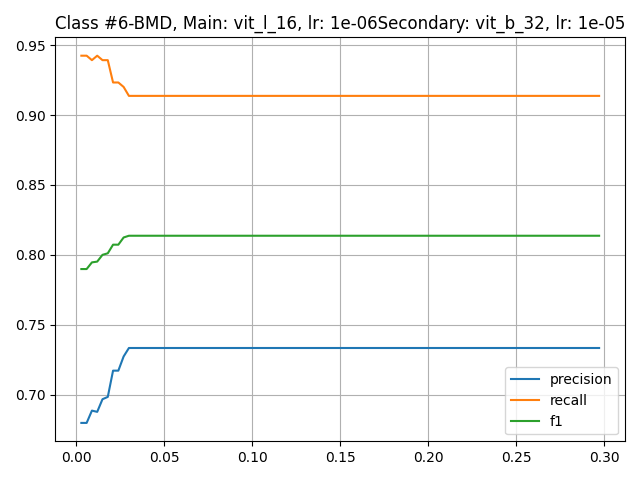 Class #6-BMD, Main: vit_l_16, lr: 1e-06Secondary: vit_b_32, lr: 1e-05
0.95
0.90
0.85
0.80
0.75
0.70
precision
recall
f1
0.00 0.05 0.10 0.15 0.20 0.25 0.30